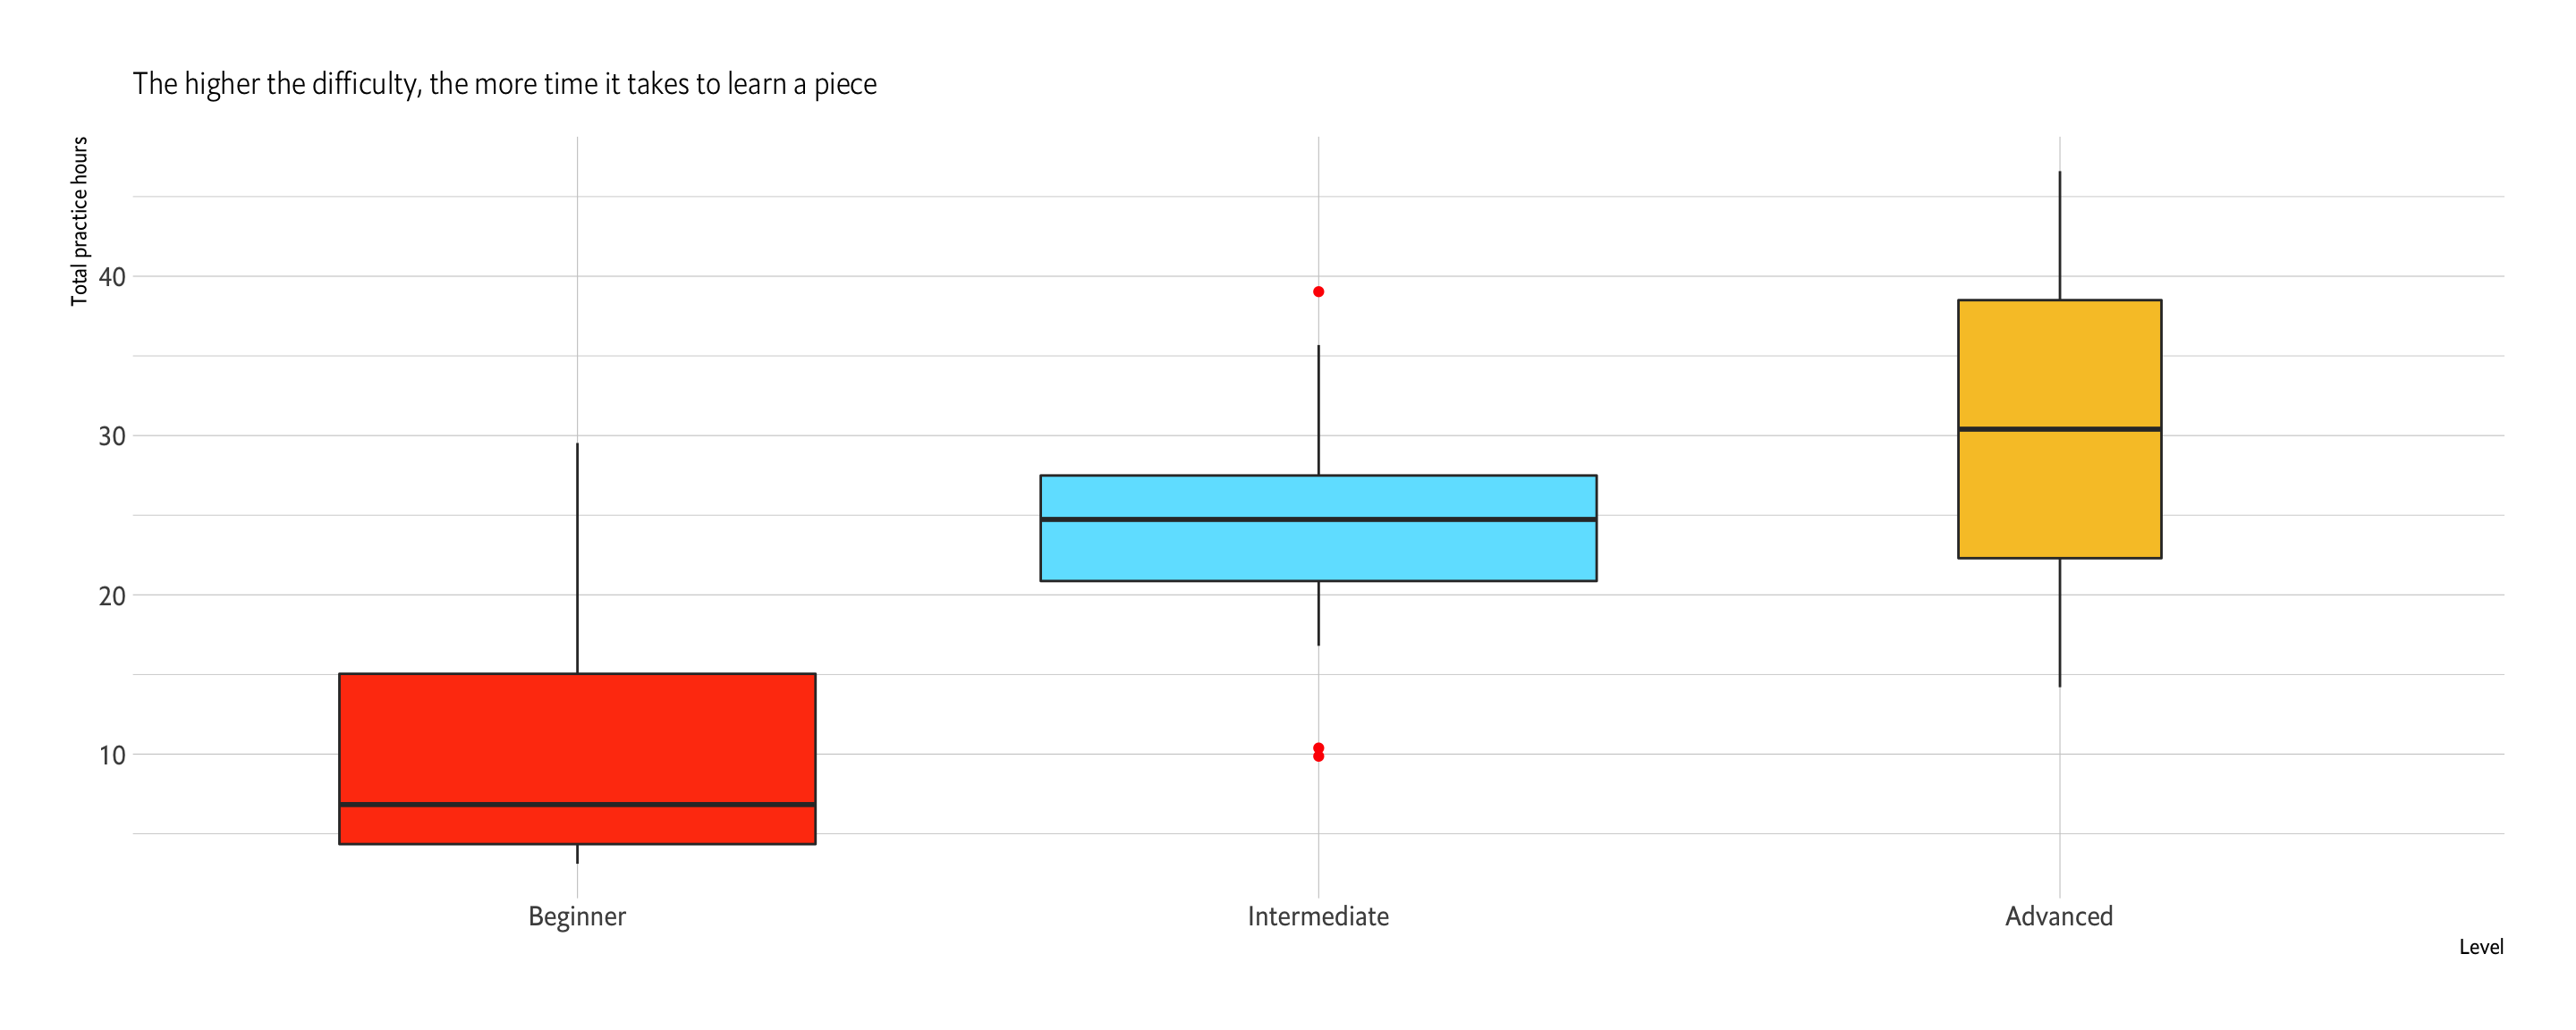 The higher the difficulty, the more time it takes to learn a piece
Total practice hours
40
30
20
10
Beginner
Intermediate
Advanced
Level